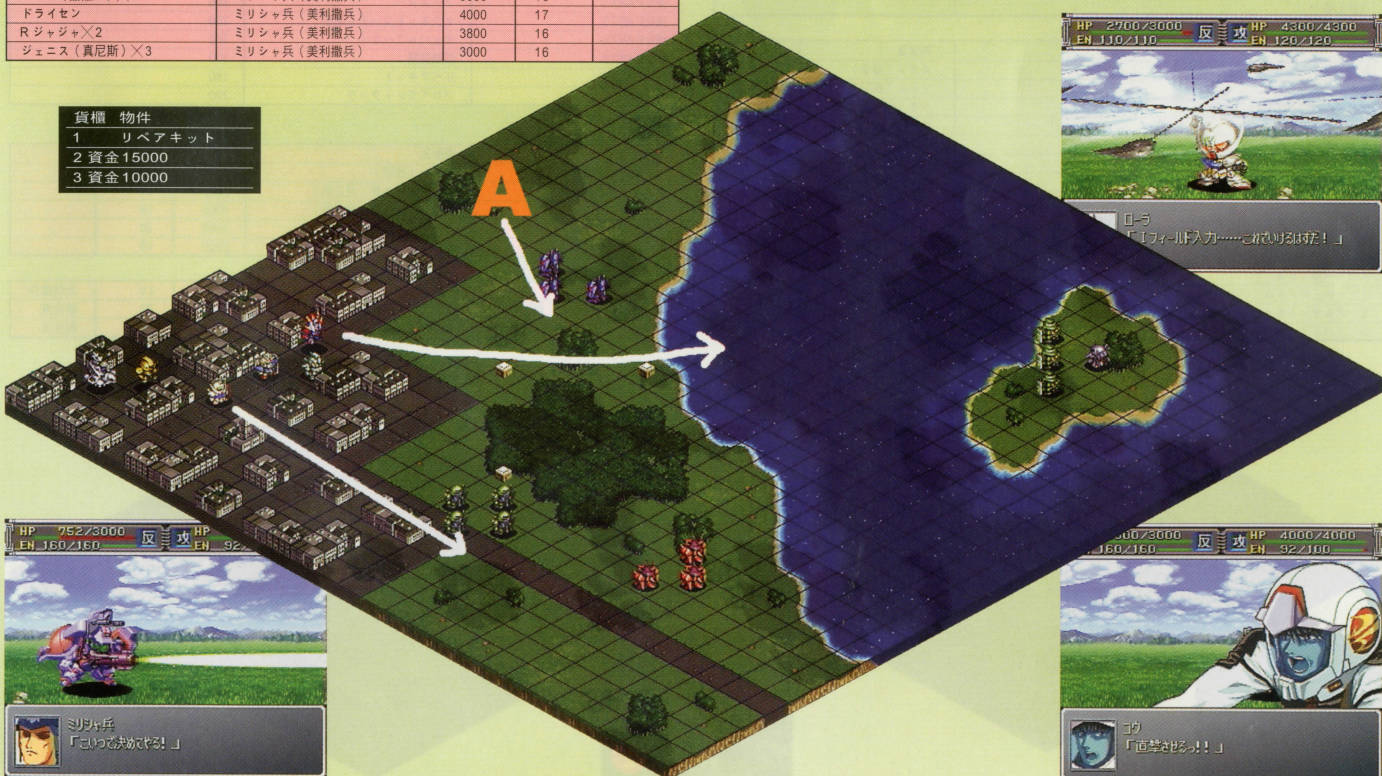 ドライセン ミリシャ兵（美利撒兵） 4000 17
Rジャジャ×2 ミリシャ兵（美利撒兵） 3800 16
ジェニス（真尼斯）×3 ミリシャ兵（美利撒兵） 3000 16
貨櫃 物件
1 リペアキット
2 資金15000
3 資金10000
A
HP 2700/3000 反 攻 HP 4300/4300
EN 110/110 EN 120/120
ローラ
「Iフィールド入力……これでいけるはずだ！」
HP 752/3000 反 攻 HP
EN 160/160 EN 92/
ミリシャ兵
「こいつで決めてやる！」
00/3000 反 攻 HP 4000/4000
160/160 EN 92/100
コウ
「直撃させるっ！！」